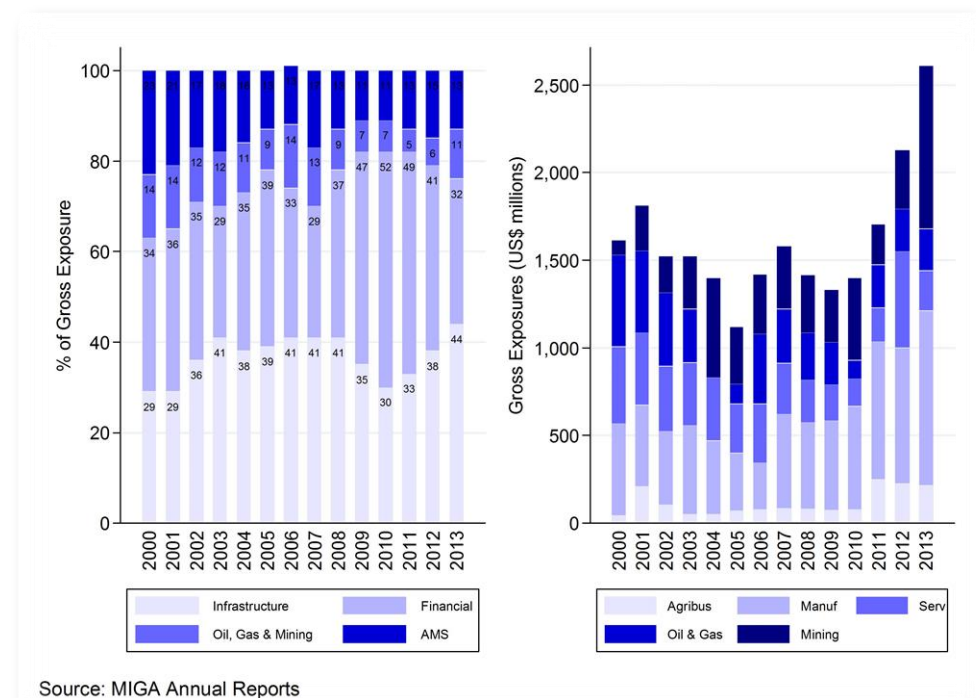 % of Gross Exposure
100
80
60
40
20
0
23 21
14 14 12 12 11 9 14 13 9 7 7 5 6 11
34 36 35 29 35 39 33 29 37 47 52 49 41 32
29 29 36 41 38 39 41 41 41 35 30 33 38 44
2000 2001 2002 2003 2004 2005 2006 2007 2008 2009 2010 2011 2012 2013
Infrastructure Financial
Oil, Gas & Mining AMS
Gross Exposures (US$ millions)
2,500
2,000
1,500
1,000
500
0
2000 2001 2002 2003 2004 2005 2006 2007 2008 2009 2010 2011 2012 2013
Agribus Manuf Serv
Oil & Gas Mining
Source: MIGA Annual Reports